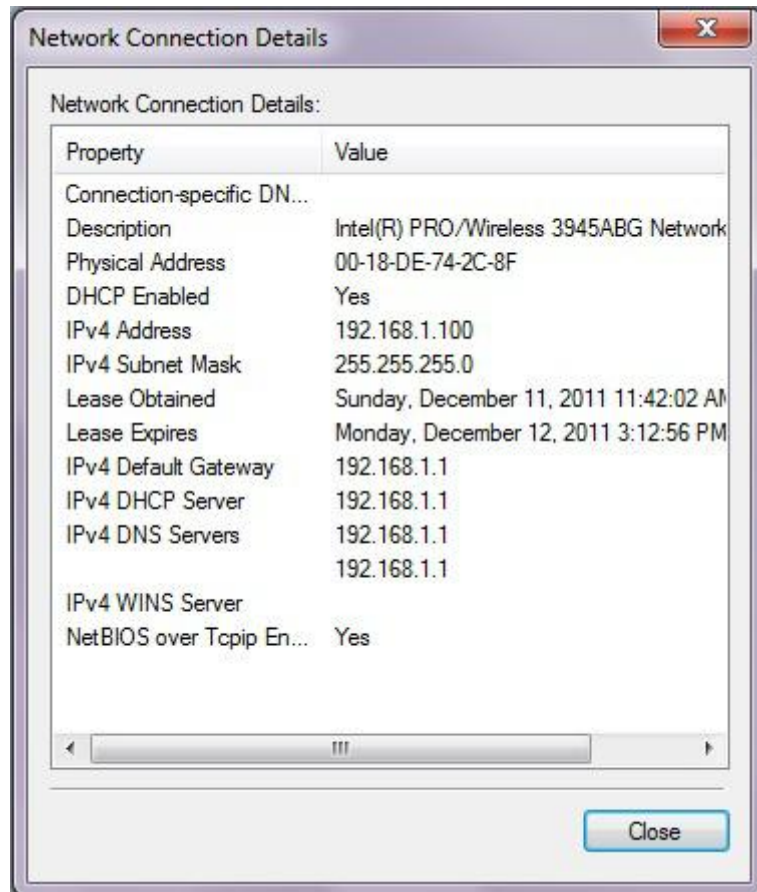 Network Connection Details
Network Connection Details:
Property Value
Connection-specific DN...
Description Intel(R) PRO/Wireless 3945ABG Network
Physical Address 00-18-DE-74-2C-8F
DHCP Enabled Yes
IPv4 Address 192.168.1.100
IPv4 Subnet Mask 255.255.255.0
Lease Obtained Sunday, December 11, 2011 11:42:02 AM
Lease Expires Monday, December 12, 2011 3:12:56 PM
IPv4 Default Gateway 192.168.1.1
IPv4 DHCP Server 192.168.1.1
IPv4 DNS Servers 192.168.1.1
192.168.1.1
IPv4 WINS Server
NetBIOS over Tcpip En... Yes
Close